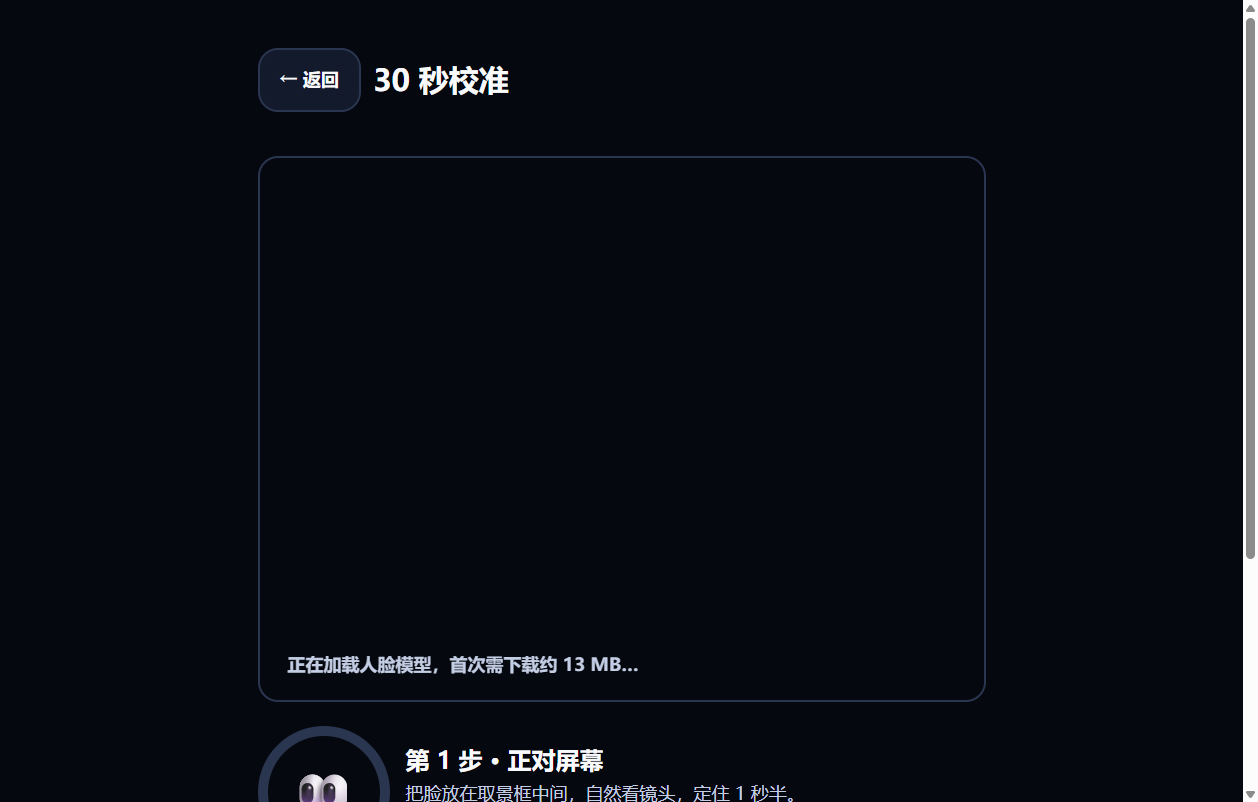 ← 返回
30 秒校准
正在加载人脸模型，首次需下载约 13 MB...
第 1 步 · 正对屏幕
把脸放在取景框中间，自然看镜头，定住 1 秒半。